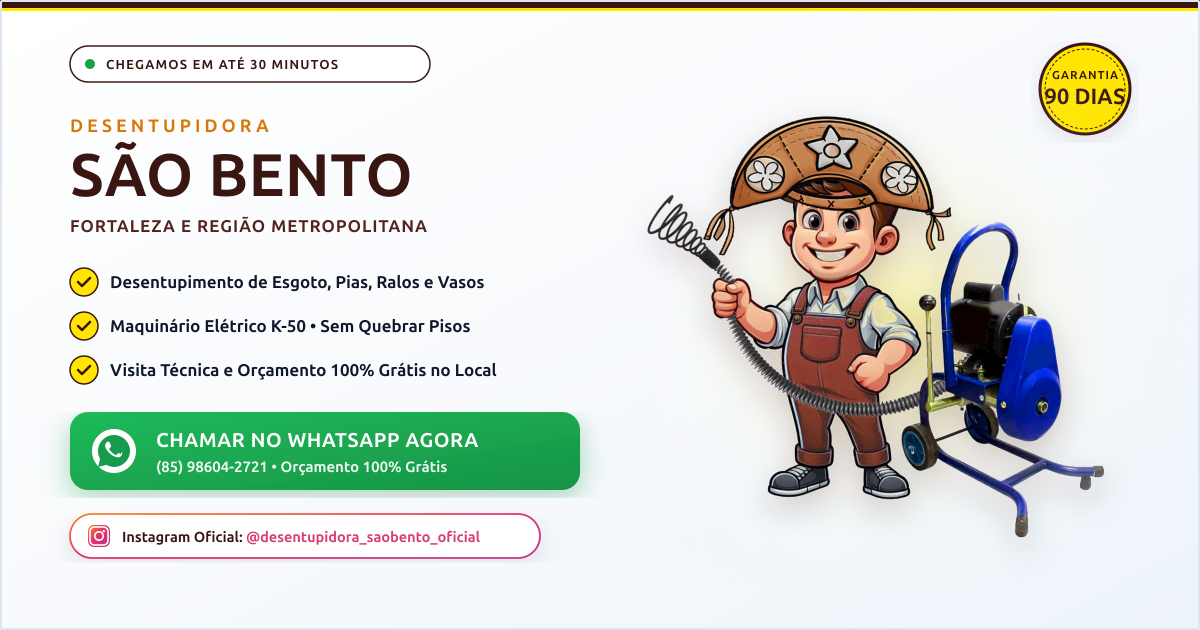 CHEGAMOS EM ATÉ 30 MINUTOS
GARANTIA
90 DIAS
DESENTUPIDORA
SÃO BENTO
FORTALEZA E REGIÃO METROPOLITANA
Desentupimento de Esgoto, Pias, Ralos e Vasos
Maquinário Elétrico K-50 • Sem Quebrar Pisos
Visita Técnica e Orçamento 100% Grátis no Local
CHAMAR NO WHATSAPP AGORA
(85) 98604-2721 • Orçamento 100% Grátis
Instagram Oficial: @desentupidora_saobento_oficial